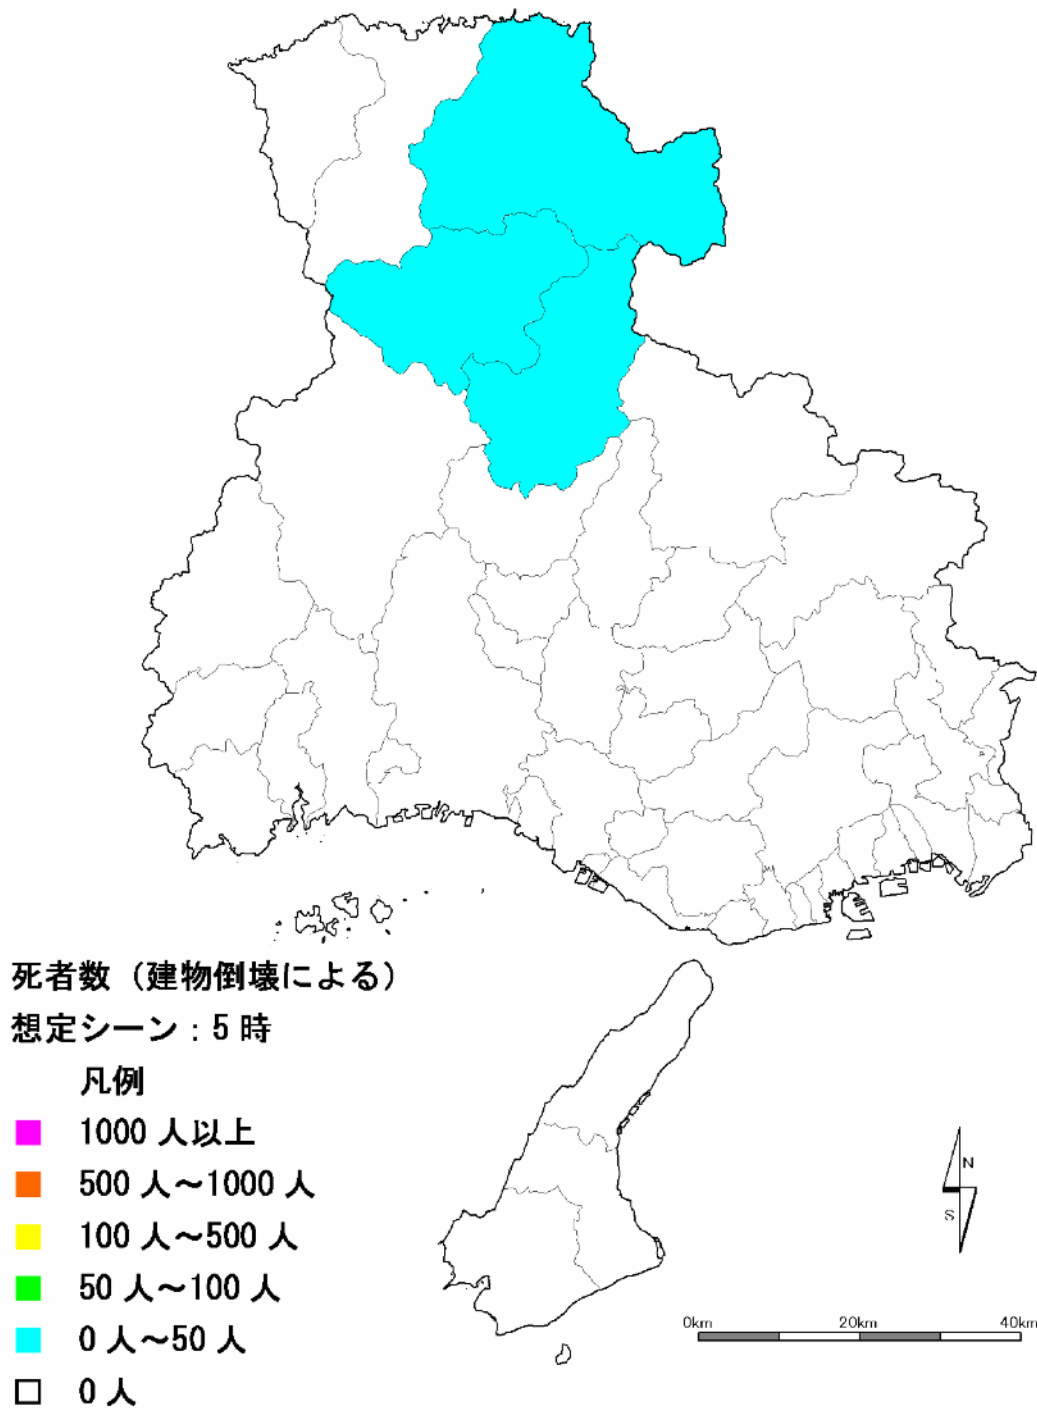 死者数（建物倒壊による）
想定シーン：5時
凡例
1000人以上
500人～1000人
100人～500人
50人～100人
0人～50人
0人
N
S
0km 20km 40km